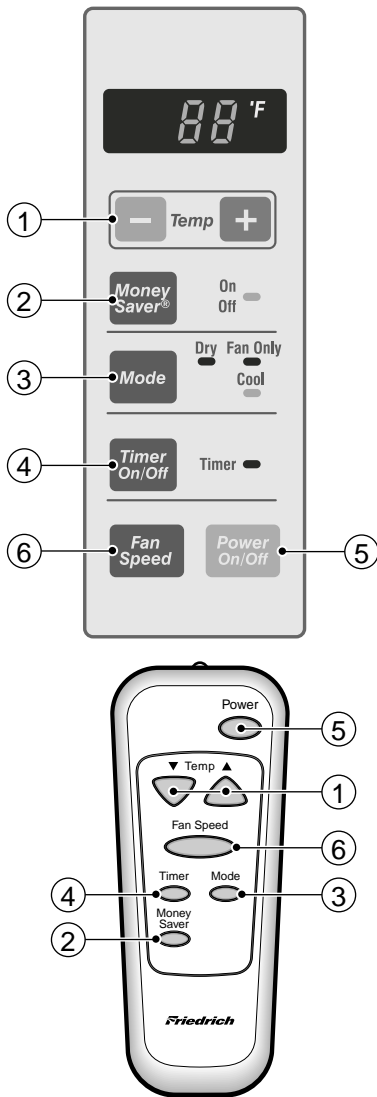 88 °F
1
− Temp +
2
Money
Saver®
On
Off
3
Mode
Dry Fan Only
Cool
4
Timer
On/Off
Timer
6
Fan
Speed
Power
On/Off
5
Power
5
▼ Temp ▲
1
Fan Speed
6
Timer Mode
4
3
Money
Saver
2
Friedrich